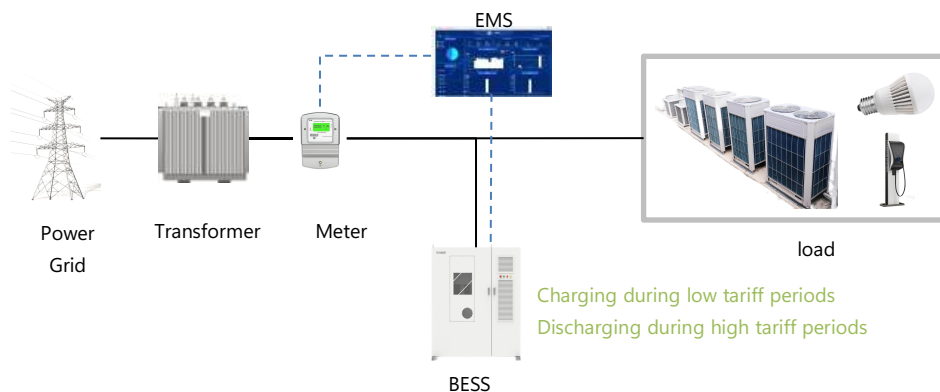 EMS
Power
Grid
Transformer
Meter
load
Charging during low tariff periods
Discharging during high tariff periods
BESS